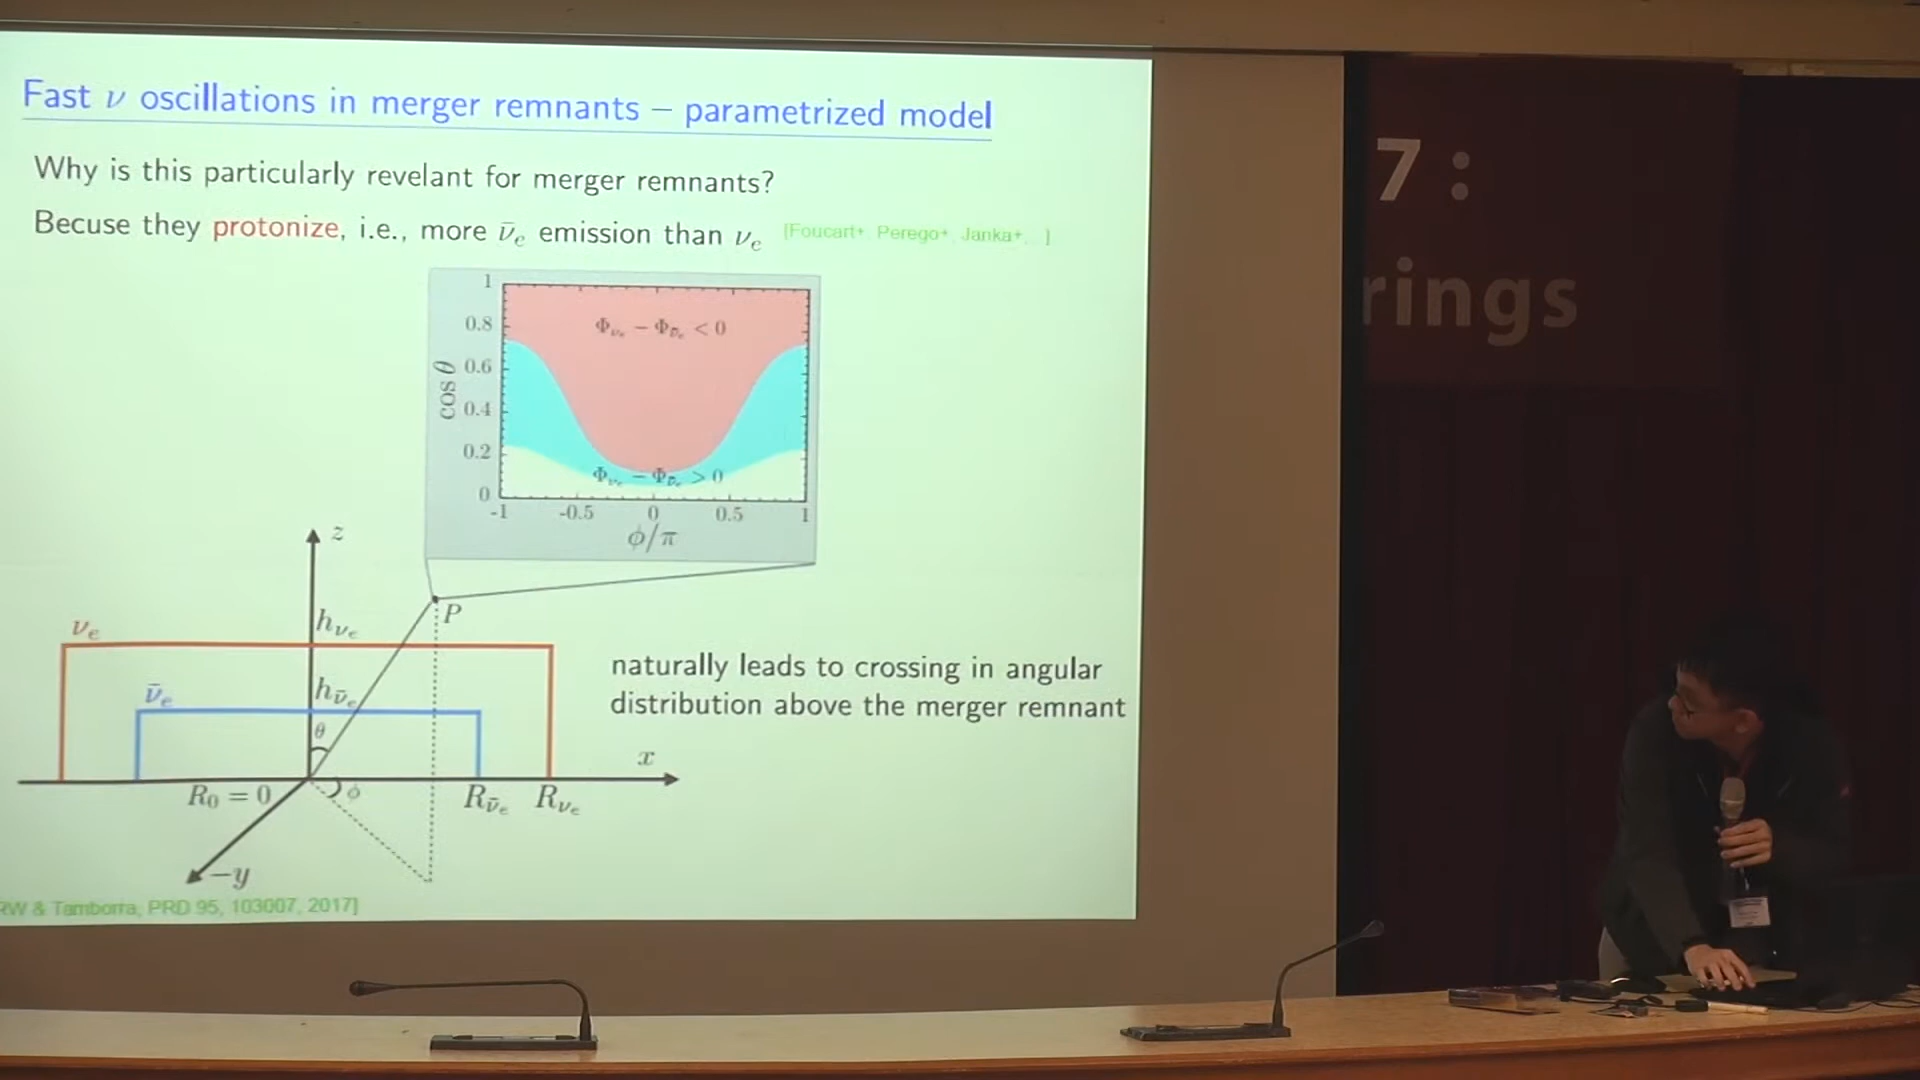 Fast ν oscillations in merger remnants – parametrized model
Why is this particularly revelant for merger remnants?
Becuse they protonize, i.e., more ν̄e emission than νe [Foucart+, Perego+, Janka+, ..]
1
0.8
0.6
0.4
0.2
0
cos θ
Φνe − Φν̄e < 0
Φνe − Φν̄e > 0
-1 -0.5 0 0.5 1
ϕ/π
z
P
hνe
νe
hν̄e
ν̄e
θ
naturally leads to crossing in angular
distribution above the merger remnant
x
R0 = 0
ϕ
Rν̄e Rνe
−y
RW & Tamborra, PRD 95, 103007, 2017]
7 :
rings